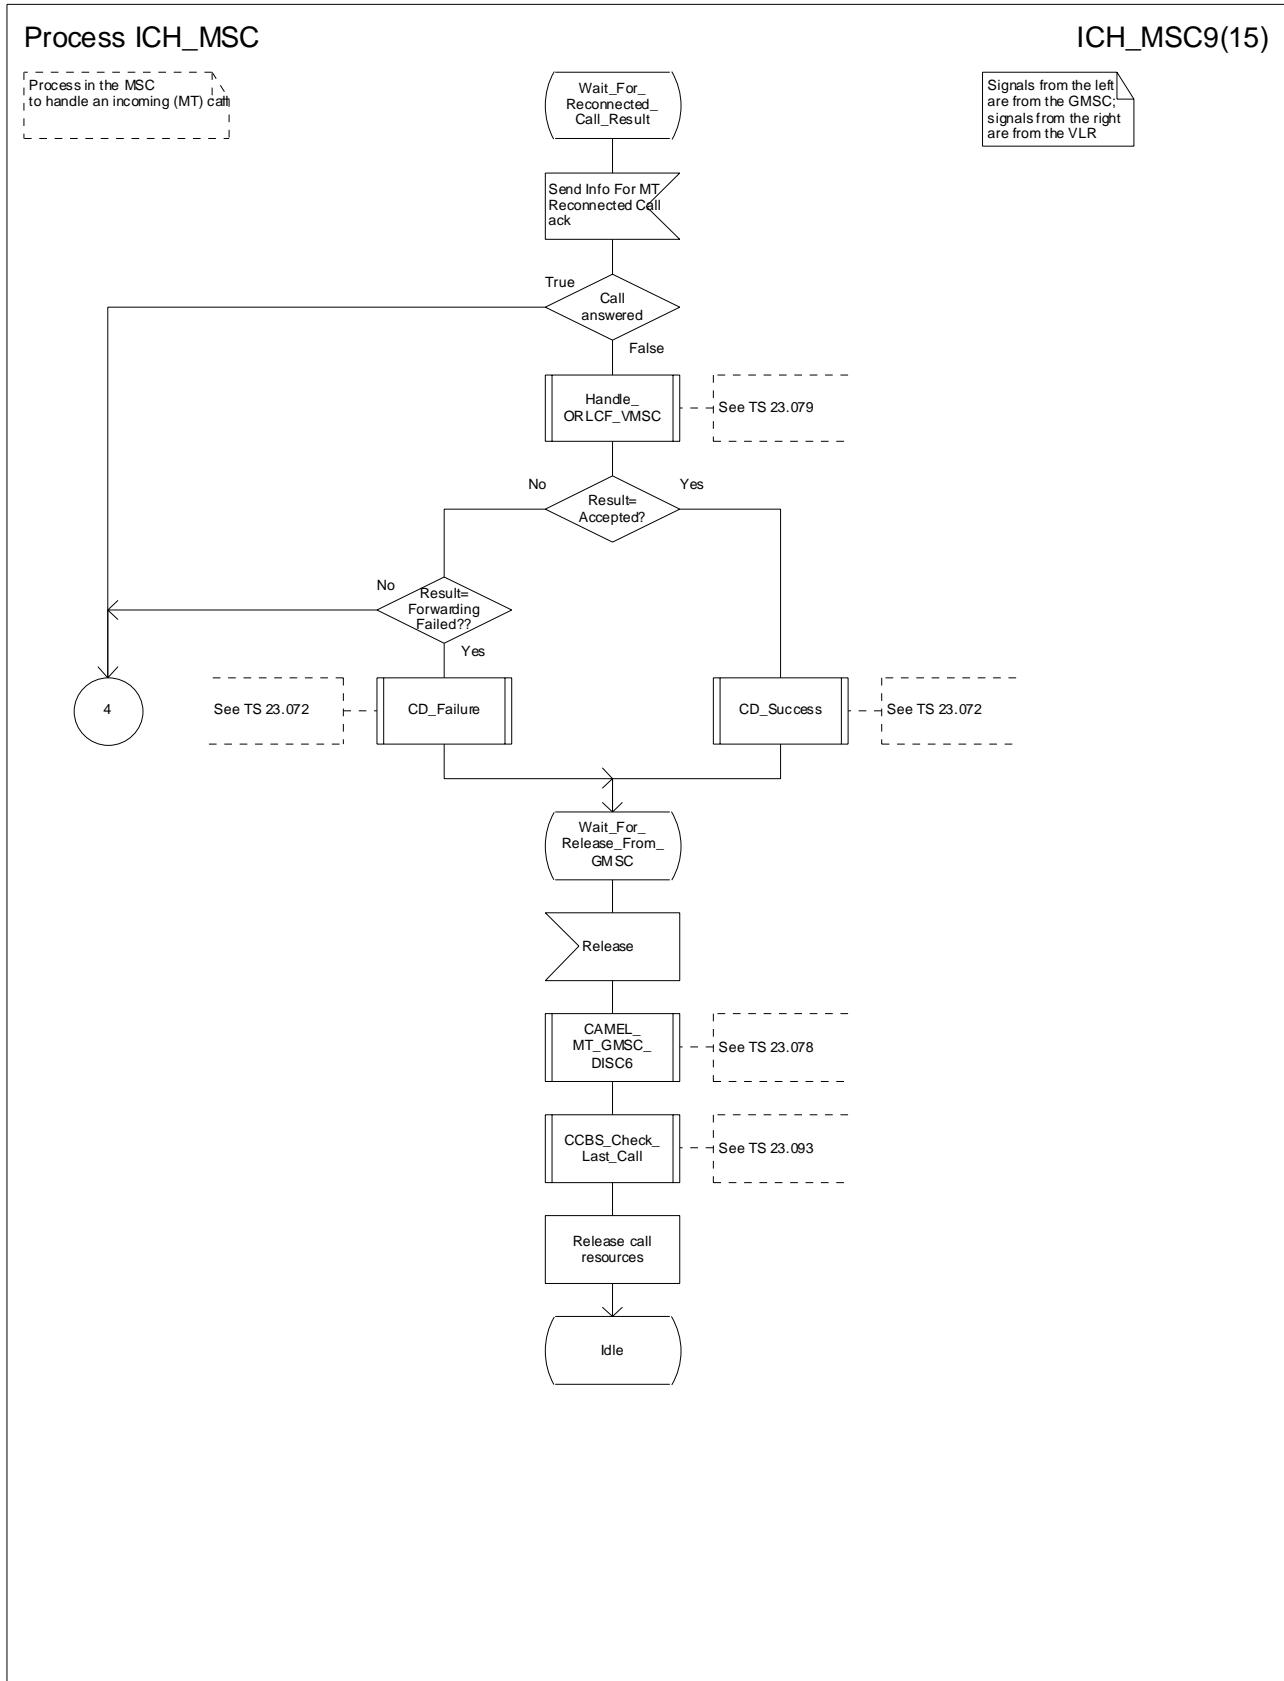 Process ICH_MSC
ICH_MSC9(15)
Process in the MSC
to handle an incoming (MT) call
Signals from the left
are from the GMSC;
signals from the right
are from the VLR
Wait_For_
Reconnected_
Call_Result
Send Info For MT
Reconnected Call
ack
True
Call
answered
False
Handle_
ORLCF_VMSC
See TS 23.079
No
Yes
Result=
Accepted?
No
Result=
Forwarding
Failed??
Yes
4
See TS 23.072
CD_Failure
CD_Success
See TS 23.072
Wait_For_
Release_From_
GMSC
Release
CAMEL_
MT_GMSC_
DISC6
See TS 23.078
CCBS_Check_
Last_Call
See TS 23.093
Release call
resources
Idle